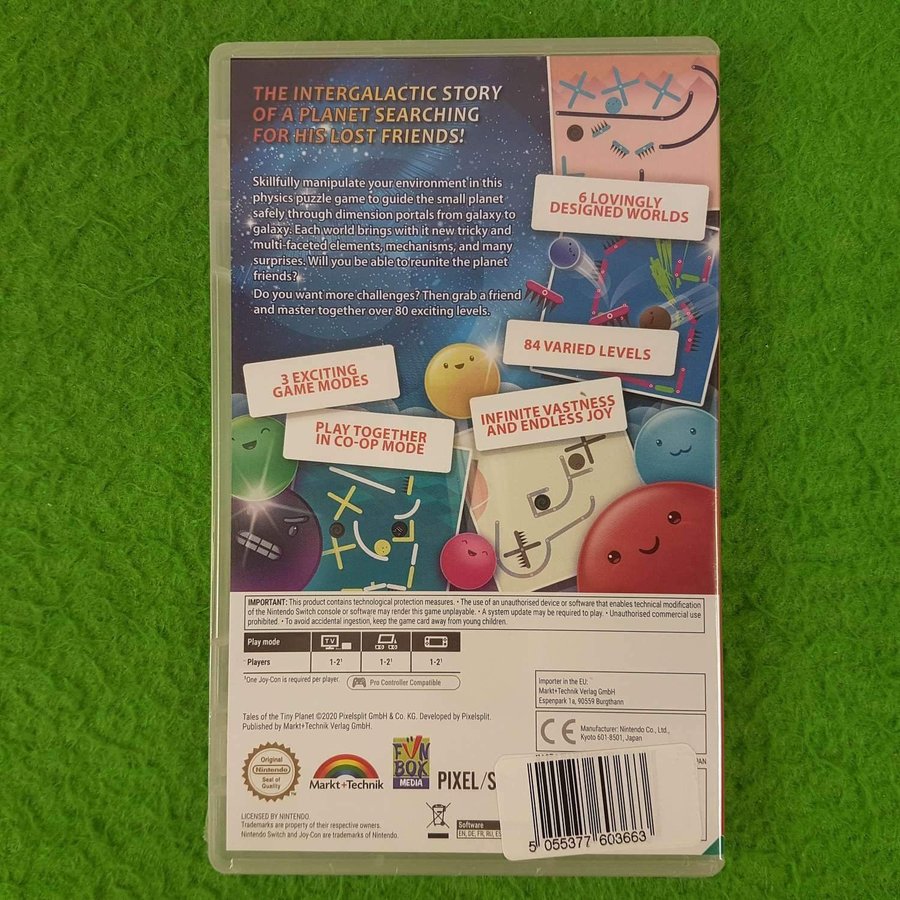 THE INTERGALACTIC STORY
OF A PLANET SEARCHING
FOR HIS LOST FRIENDS!
Skillfully manipulate your environment in this
physics puzzle game to guide the small planet
safely through dimension portals from galaxy to
galaxy. Each world brings with it new tricky and
multi-faceted elements, mechanisms, and many
surprises. Will you be able to reunite the planet
friends?
Do you want more challenges? Then grab a friend
and master together over 80 exciting levels.
6 LOVINGLY
DESIGNED WORLDS
84 VARIED LEVELS
3 EXCITING
GAME MODES
INFINITE VASTNESS
AND ENDLESS JOY
PLAY TOGETHER
IN CO-OP MODE
IMPORTANT: This product contains technological protection measures. • The use of an unauthorised device or software that enables technical modification
of the Nintendo Switch console or software may render this game unplayable. • A system update may be required to play. • Unauthorised commercial use
prohibited. • To avoid accidental ingestion, keep the game card away from young children.
Play mode TV
Players 1-2¹ 1-2¹ 1-2¹
¹One Joy-Con is required per player. Pro Controller Compatible
Importer in the EU:
Markt+Technik Verlag GmbH
Espenpark 1a, 90559 Burgthann
Tales of the Tiny Planet ©2020 Pixelsplit GmbH & Co. KG. Developed by Pixelsplit.
Published by Markt+Technik Verlag GmbH.
CE Manufacturer: Nintendo Co., Ltd.,
Kyoto 601-8501, Japan
Original
Nintendo
Seal of
Quality
Markt+Technik
FUN
BOX
MEDIA
PIXEL/S
LICENSED BY NINTENDO.
Trademarks are property of their respective owners.
Nintendo Switch and Joy-Con are trademarks of Nintendo.
Software
EN, DE, FR, RU, ES
5 055377 603663